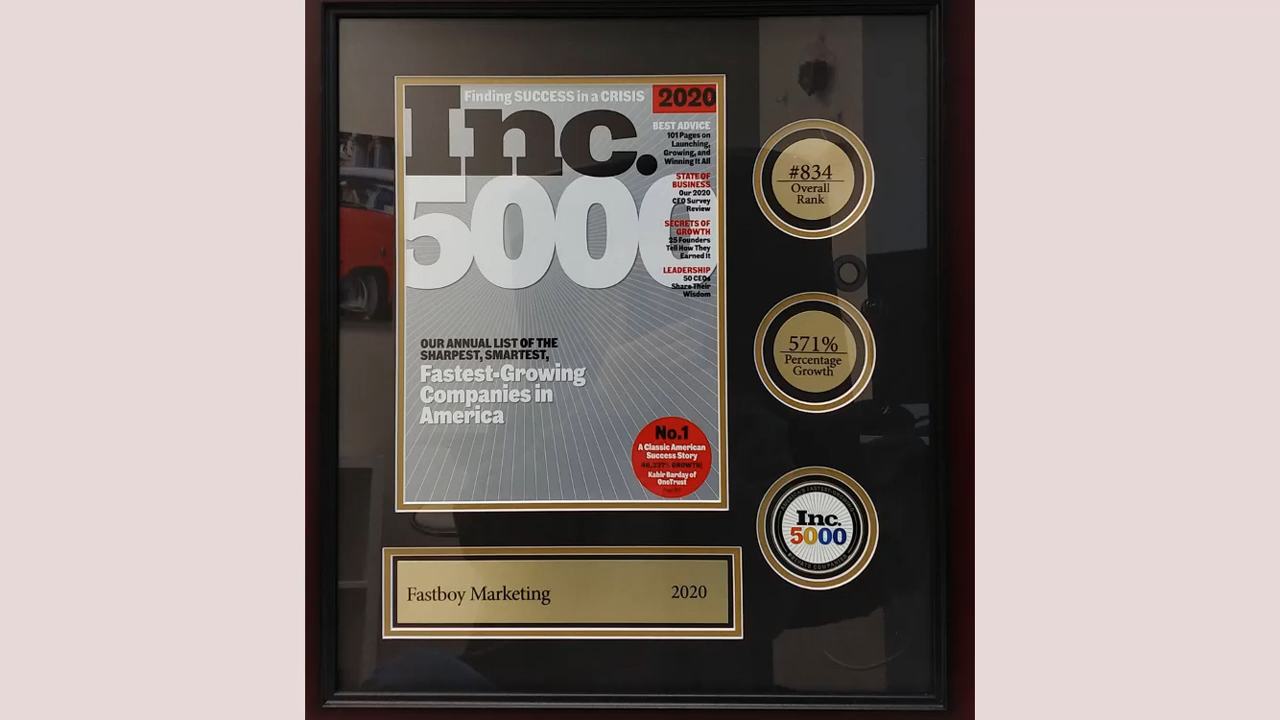 Finding SUCCESS in a CRISIS
2020
Inc.
5000
BEST ADVICE
101 Pages on
Launching,
Growing, and
Winning It All
STATE OF
BUSINESS
Our 2020
CEO Survey
Review
SECRETS OF
GROWTH
25 Founders
Tell How They
Earned It
LEADERSHIP
50 CEOs
Share Their
Wisdom
OUR ANNUAL LIST OF THE
SHARPEST, SMARTEST,
Fastest-Growing
Companies in
America
No.1
A Classic American
Success Story
GROWTH!
Kabir Barday of
OneTrust
#834
Overall
Rank
571%
Percentage
Growth
Inc.
5000
PRIVATE COMPANIES
Fastboy Marketing
2020